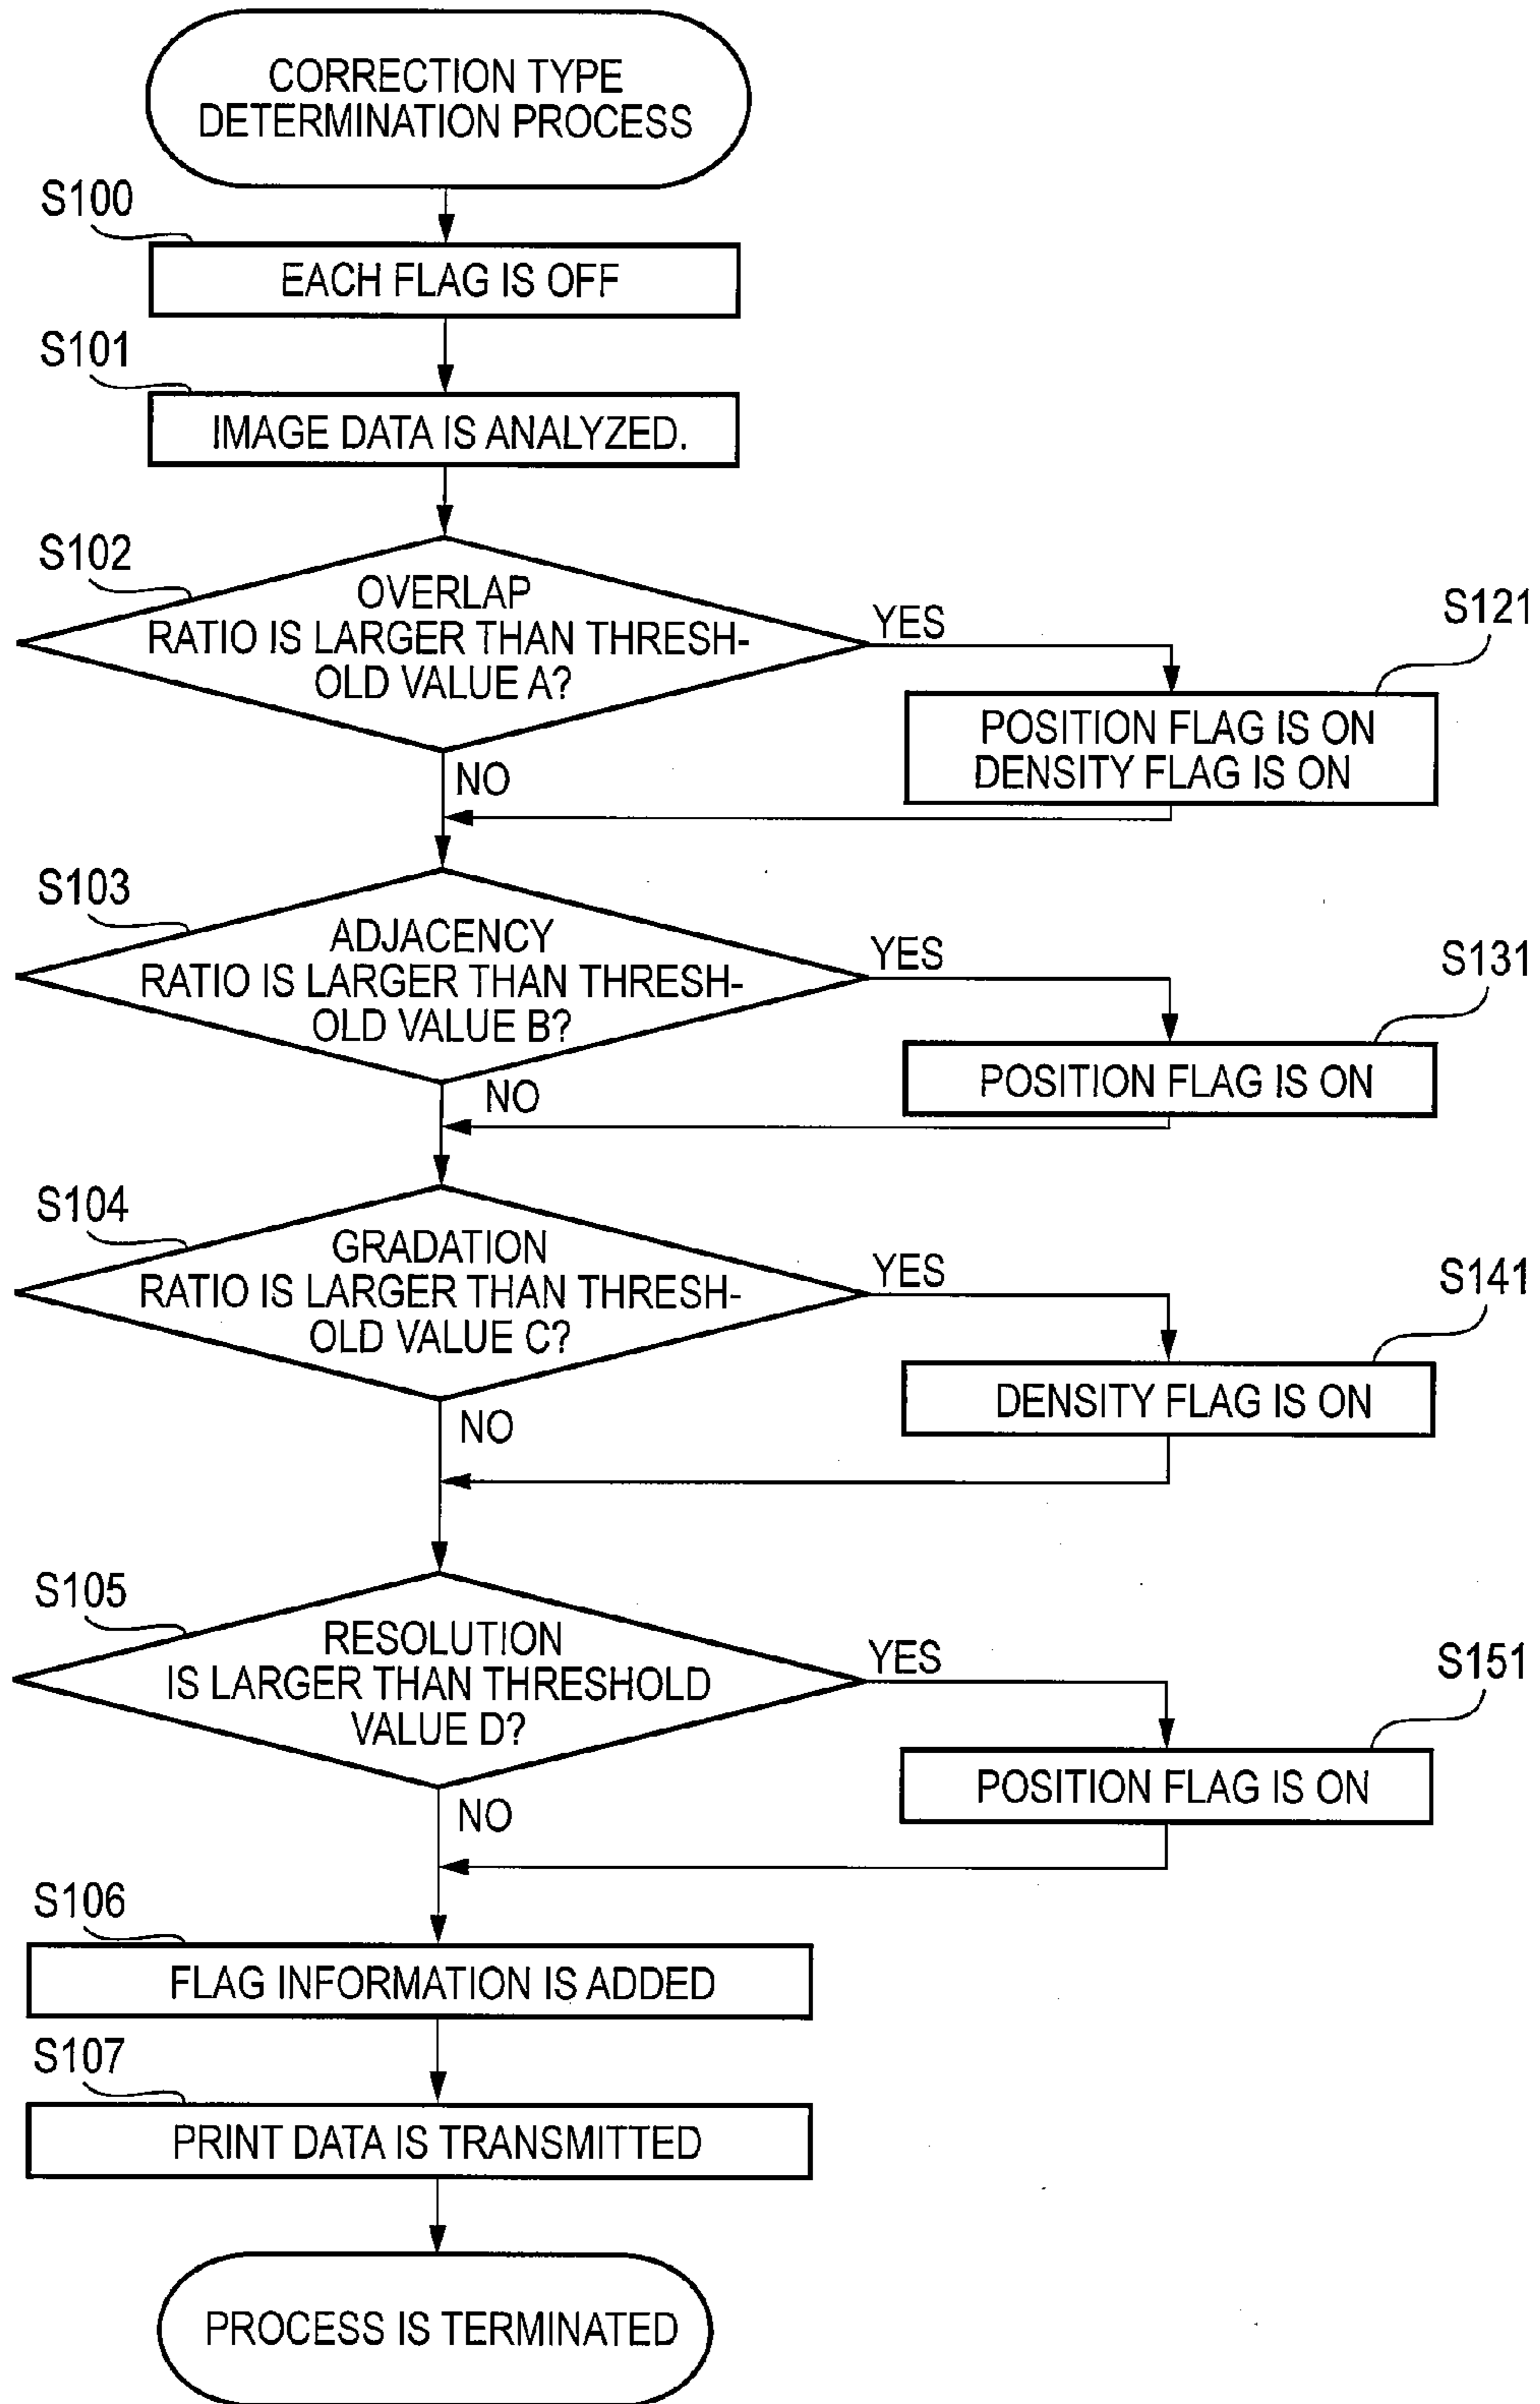 CORRECTION TYPE
DETERMINATION PROCESS
S100
EACH FLAG IS OFF
S101
IMAGE DATA IS ANALYZED.
S102
OVERLAP
RATIO IS LARGER THAN THRESH-
OLD VALUE A?
YES
S121
POSITION FLAG IS ON
DENSITY FLAG IS ON
NO
S103
ADJACENCY
RATIO IS LARGER THAN THRESH-
OLD VALUE B?
YES
S131
POSITION FLAG IS ON
NO
S104
GRADATION
RATIO IS LARGER THAN THRESH-
OLD VALUE C?
YES
S141
DENSITY FLAG IS ON
NO
S105
RESOLUTION
IS LARGER THAN THRESHOLD
VALUE D?
YES
S151
POSITION FLAG IS ON
NO
S106
FLAG INFORMATION IS ADDED
S107
PRINT DATA IS TRANSMITTED
PROCESS IS TERMINATED